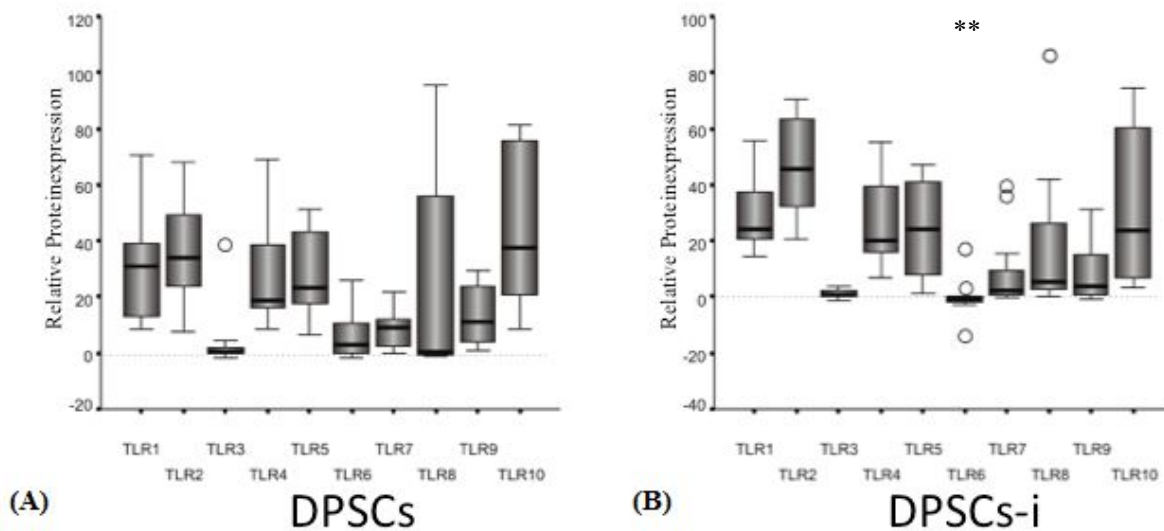 120
100
80
60
40
20
0
-20
Relative Proteinexpression
TLR1 TLR3 TLR5 TLR7 TLR9
TLR2 TLR4 TLR6 TLR8 TLR10
(A) DPSCs
100
80
60
40
20
0
-20
-40
Relative Proteinexpression
**
TLR1 TLR3 TLR5 TLR7 TLR9
TLR2 TLR4 TLR6 TLR8 TLR10
(B) DPSCs-i